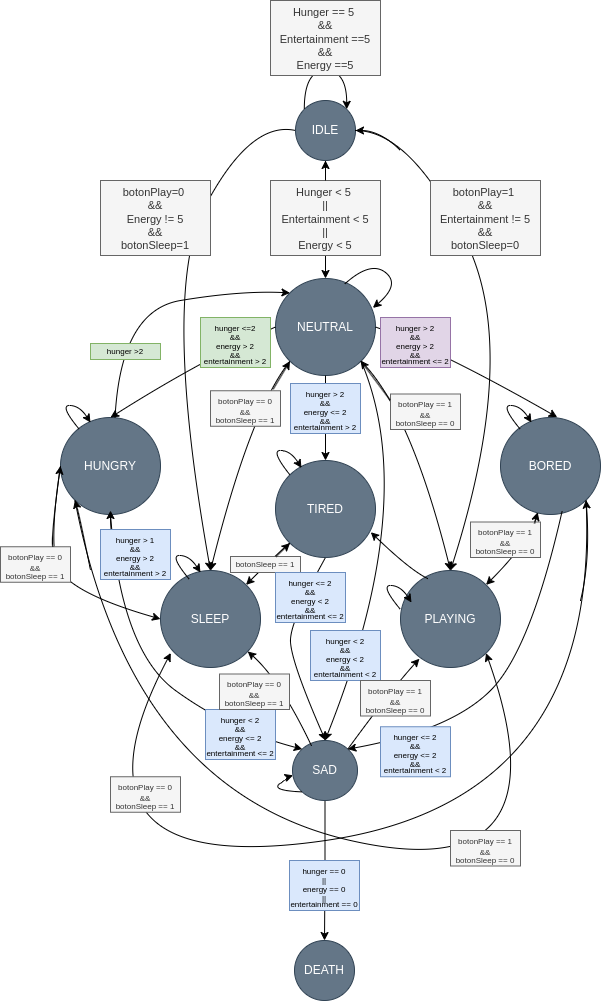 Hunger == 5
&&
Entertainment ==5
&&
Energy ==5
IDLE
botonPlay=0
&&
Energy != 5
&&
botonSleep=1
Hunger < 5
||
Entertainment < 5
||
Energy < 5
botonPlay=1
&&
Entertainment != 5
&&
botonSleep=0
NEUTRAL
hunger >2
hunger <=2
&&
energy > 2
&&
entertainment > 2
hunger > 2
&&
energy > 2
&&
entertainment <= 2
botonPlay == 0
&&
botonSleep == 1
hunger > 2
&&
energy <= 2
&&
entertainment > 2
botonPlay == 1
&&
botonSleep == 0
HUNGRY
BORED
TIRED
botonPlay == 0
&&
botonSleep == 1
hunger > 1
&&
energy > 2
&&
entertainment > 2
botonSleep == 1
botonPlay == 1
&&
botonSleep == 0
hunger <= 2
&&
energy < 2
&&
entertainment <= 2
SLEEP
PLAYING
hunger < 2
&&
energy < 2
&&
entertainment < 2
botonPlay == 0
&&
botonSleep == 1
botonPlay == 1
&&
botonSleep == 0
hunger < 2
&&
energy <= 2
&&
entertainment <= 2
hunger <= 2
&&
energy <= 2
&&
entertainment < 2
SAD
botonPlay == 0
&&
botonSleep == 1
botonPlay == 1
&&
botonSleep == 0
hunger == 0
||
energy == 0
||
entertainment == 0
DEATH